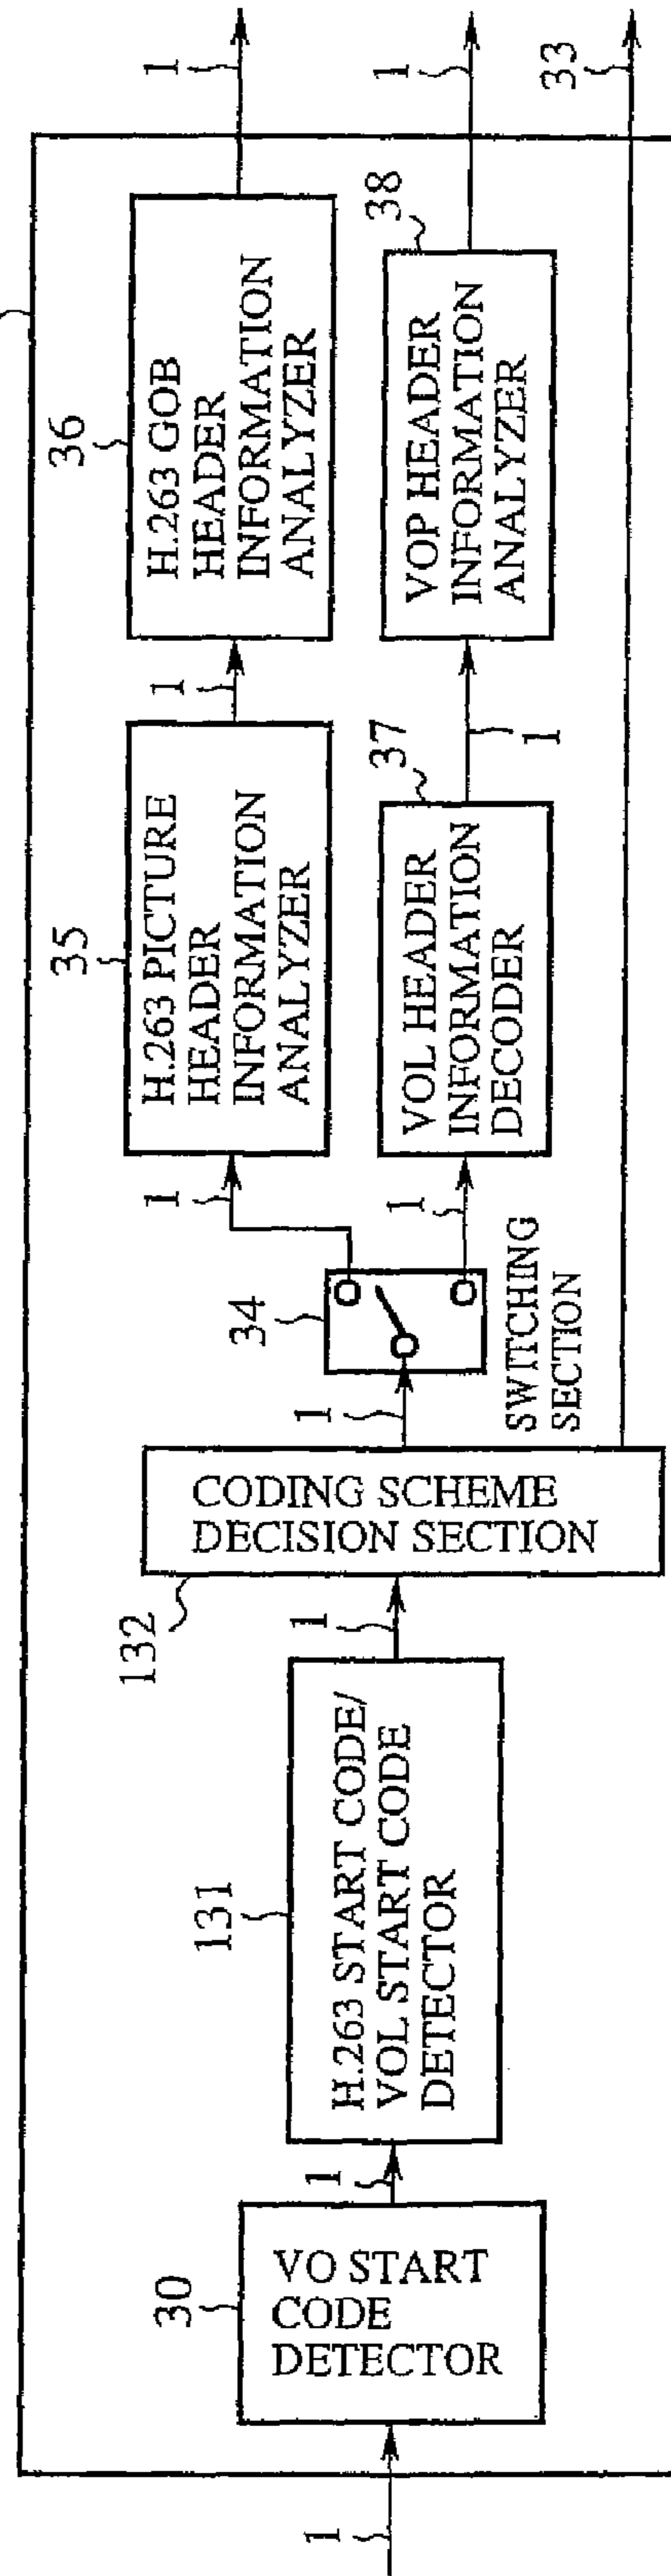 1
30
VO START
CODE
DETECTOR
1
131
H.263 START CODE/
VOL START CODE
DETECTOR
1
132
CODING SCHEME
DECISION SECTION
1
34
SWITCHING
SECTION
1
35
H.263 PICTURE
HEADER
INFORMATION
ANALYZER
1
36
H.263 GOB
HEADER
INFORMATION
ANALYZER
1
1
37
VOL HEADER
INFORMATION
DECODER
1
38
VOP HEADER
INFORMATION
ANALYZER
1
33